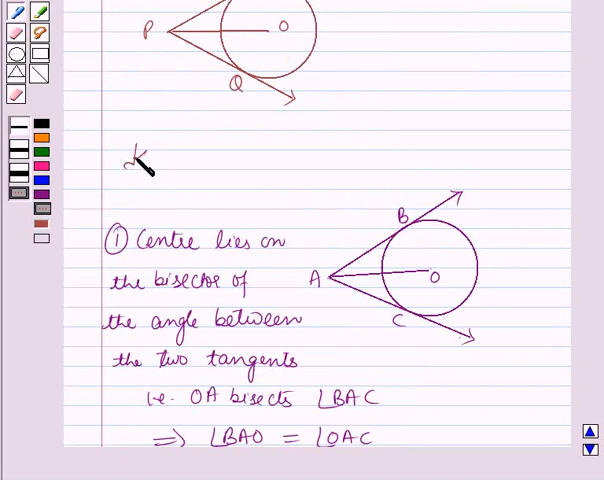 P
O
Q
K
① Centre lies on
the bisector of
the angle between
the two tangents
i.e. OA bisects ∠BAC
⇒ ∠BAO = ∠OAC
B
A
O
C